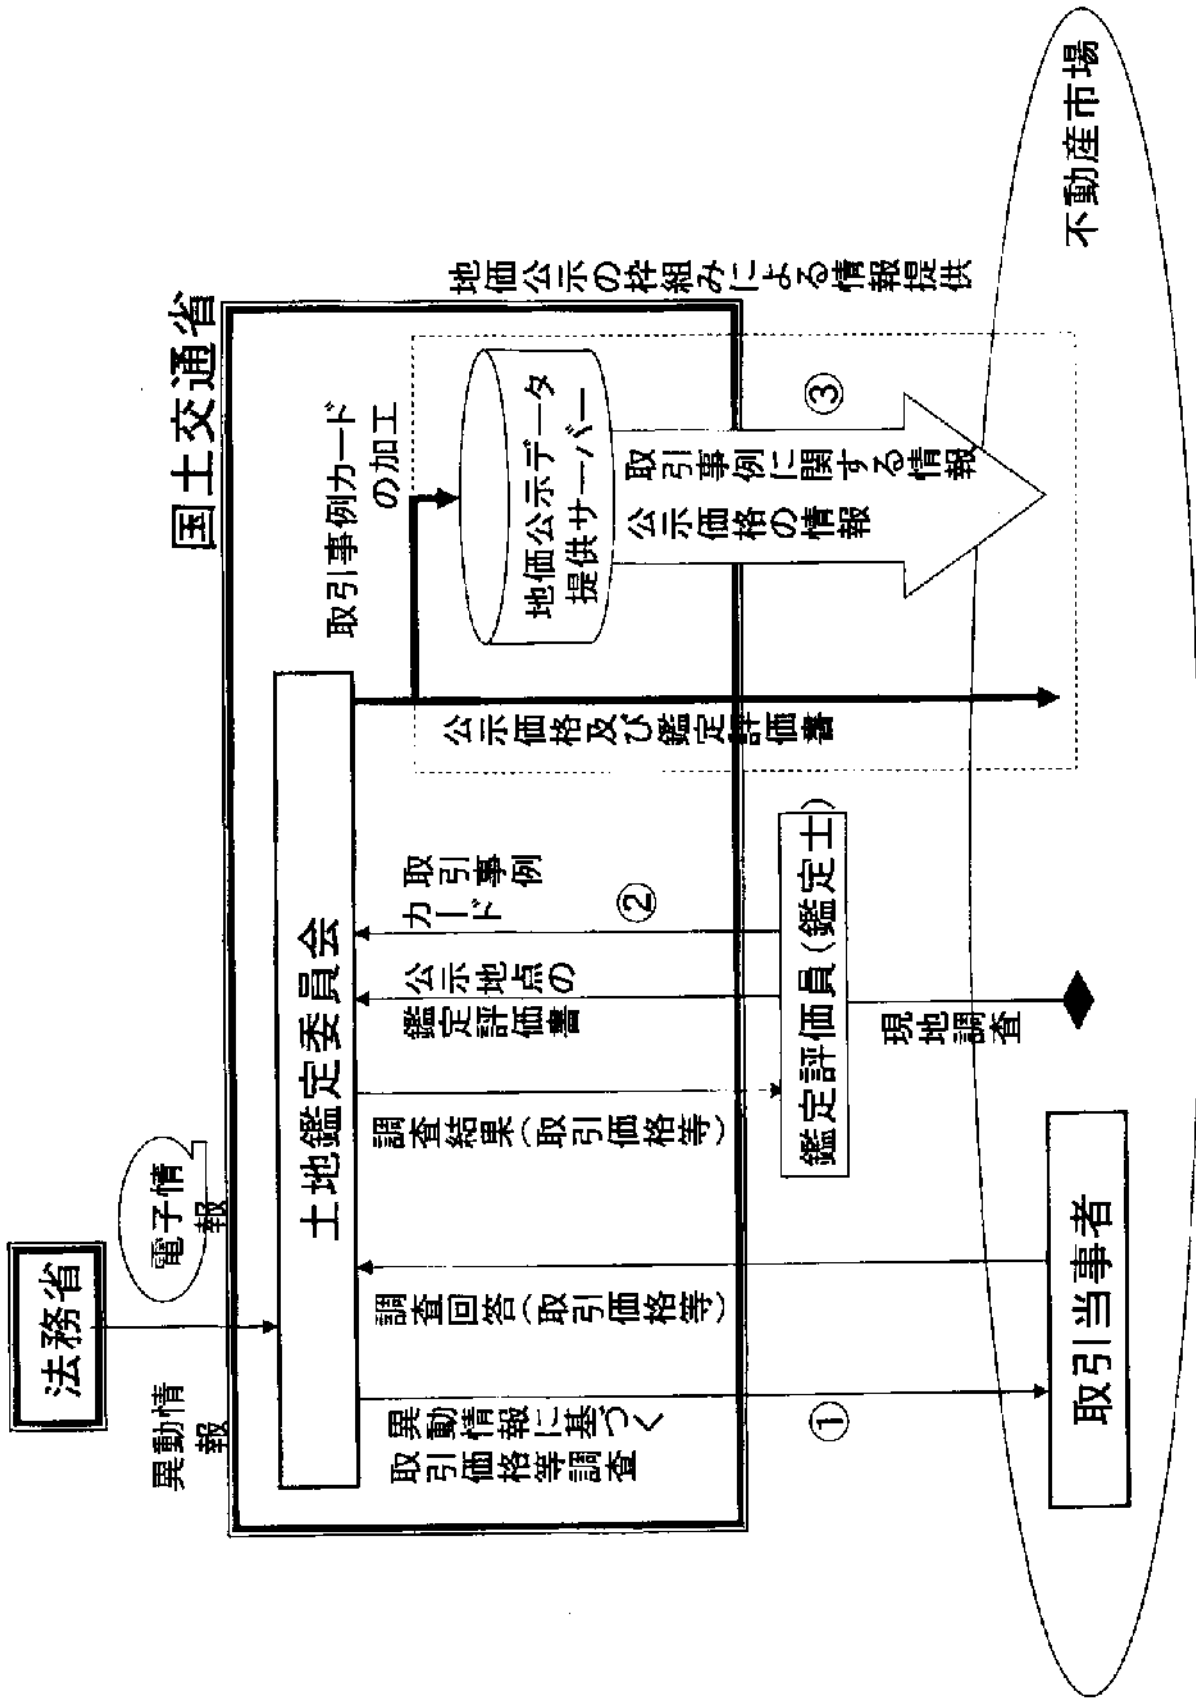 法務省
異動情
報
電子情
報
国土交通省
土地鑑定委員会
異動情報に基づく
取引価格等調査
①
調査回答(取引価格等)
調査結果(取引価格等)
公示地点の
鑑定評価書
取引事例
カード
②
取引事例カード
の加工
公示価格及び鑑定評価書
地価公示データ
提供サーバー
地価公示の枠組みによる情報提供
取引事例に関する情報
公示価格の情報
③
鑑定評価員(鑑定士)
現地調査
取引当事者
不動産市場